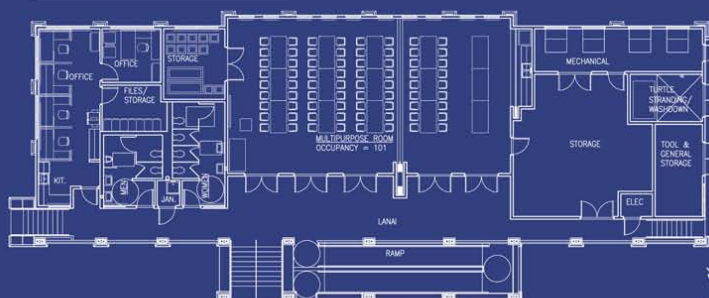 OFFICE
OFFICE
STORAGE
FILES/
STORAGE
MECHANICAL
TURTLE
STRANDING/
WASHDOWN
MULTIPURPOSE ROOM
OCCUPANCY = 101
STORAGE
TOOL &
GENERAL
STORAGE
KIT.
MEN
JAN.
WOMEN
ELEC
LANAI
RAMP